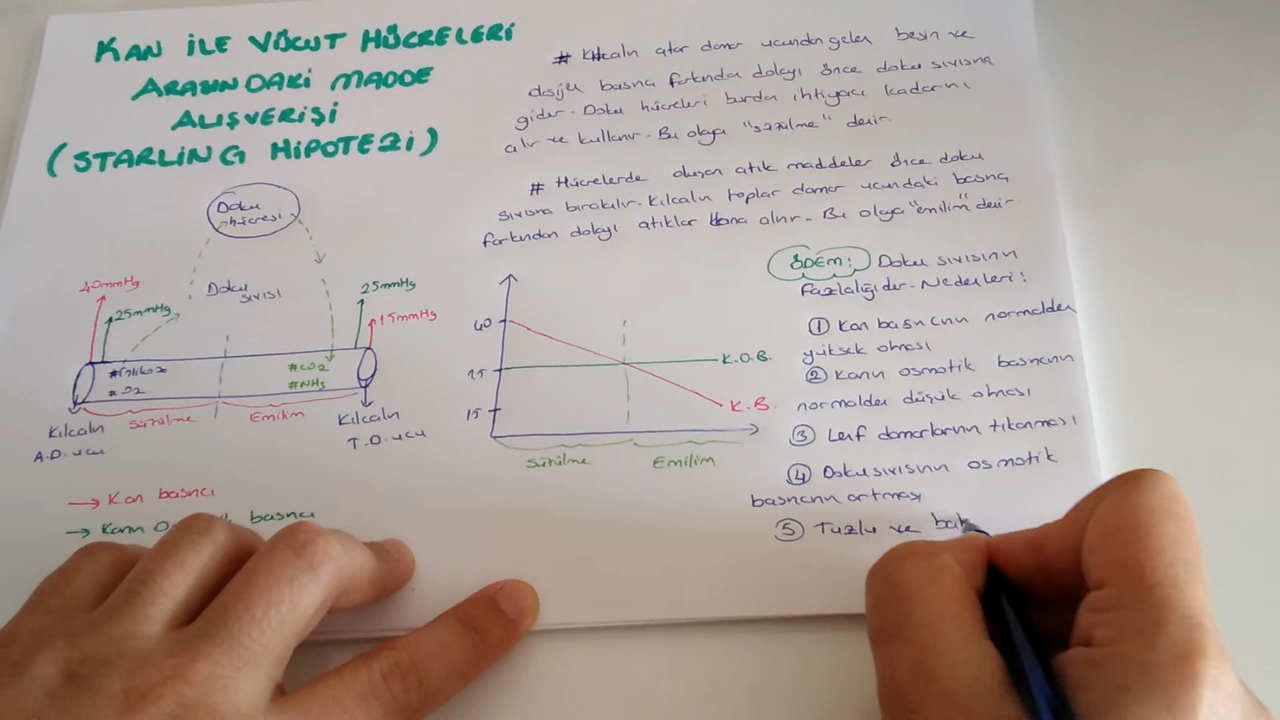 KAN İLE VÜCUT HÜCRELERİ
ARASINDAKİ MADDE
ALIŞVERİŞİ
(STARLING HİPOTEZİ)
Doku
hücresi
Doku
sıvısı
40mmHg
25mmHg
25mmHg
15mmHg
#Glikoz
#O2
#CO2
#NH3
Süzülme
Emilim
Kılcalın
A.D. ucu
Kılcalın
T.D. ucu
→ Kan basıncı
→ Kanın basıncı
# Kılcalın atar damar ucundan gelen besin ve
basınç farkından dolayı önce doku sıvısına
gider. Doku hücreleri burda ihtiyacı kadarını
alır ve kullanır. Bu olaya "süzülme" denir.
# Hücrelerde oluşan atık maddeler önce doku
sıvısına bırakılır. Kılcalın toplar damar ucundaki basınç
farkından dolayı atıklar kana alınır. Bu olaya "emilim" denir.
40
25
15
K.O.B.
K.B.
Süzülme
Emilim
ÖDEM: Doku sıvısının
fazlalığıdır. Nedenleri:
① Kan basıncının normalden
yüksek olması
② Kanın osmotik basıncının
normalden düşük olması
③ Lenf damarlarının tıkanması
④ Doku sıvısının osmotik
basıncının artması
⑤ Tuzlu ve